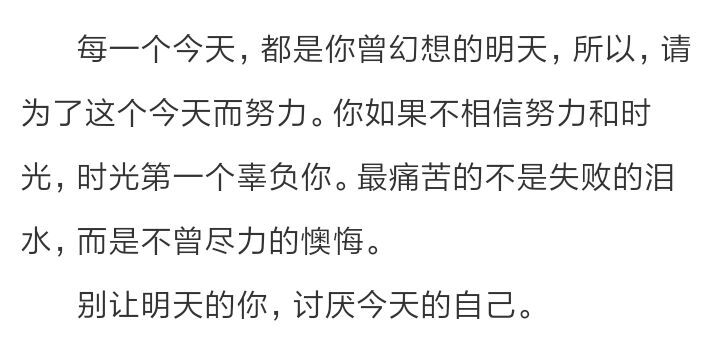 每一个今天，都是你曾幻想的明天，所以，请
为了这个今天而努力。你如果不相信努力和时
光，时光第一个辜负你。最痛苦的不是失败的泪
水，而是不曾尽力的懊悔。
别让明天的你，讨厌今天的自己。